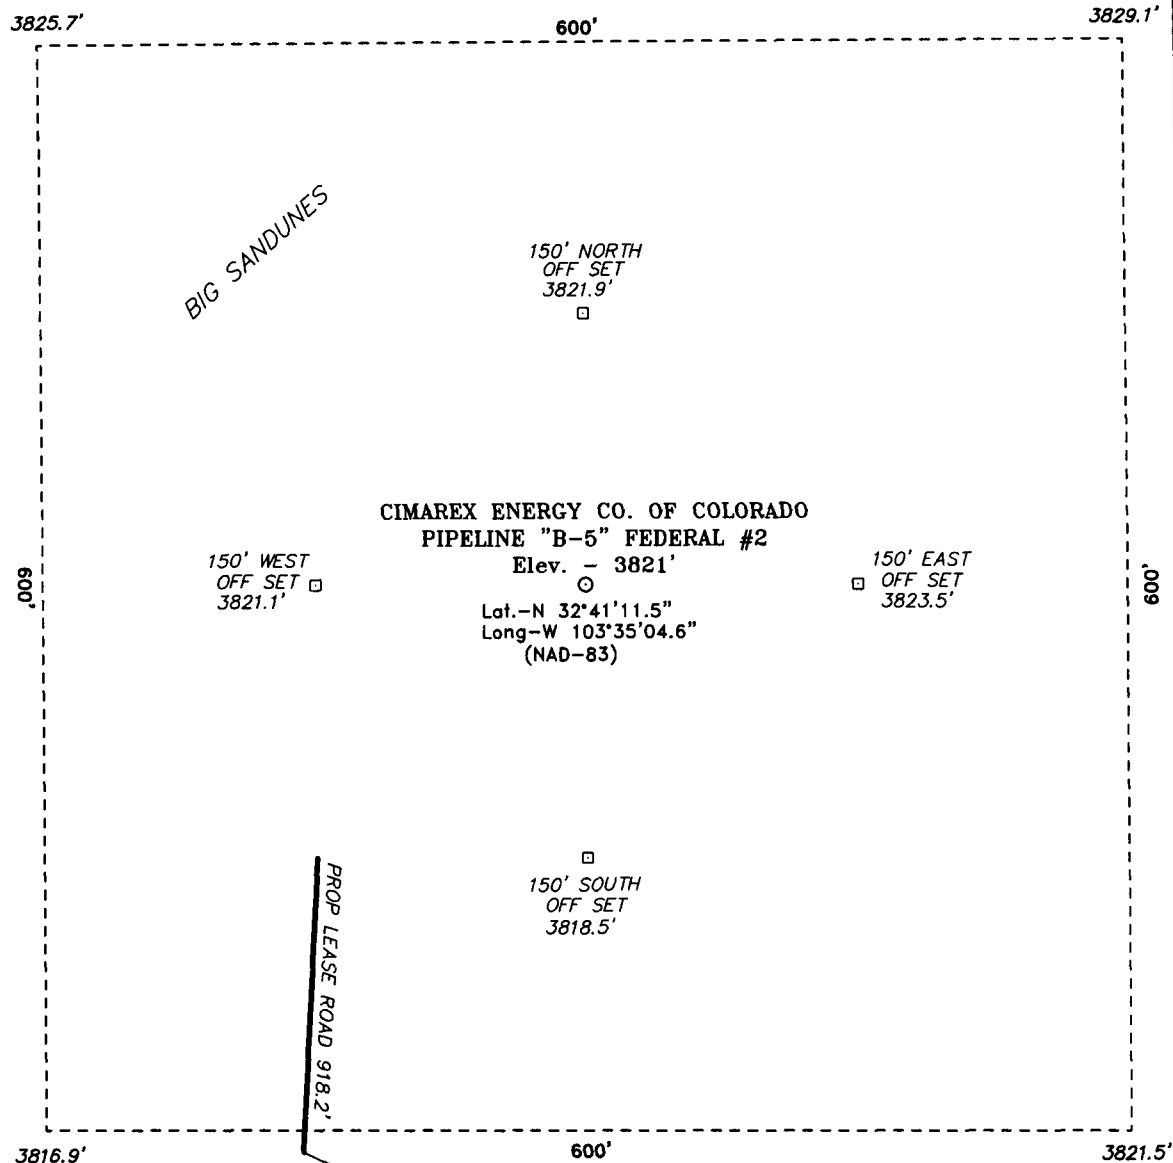 3825.7'
600'
3829.1'
BIG SANDUNES
150' NORTH
OFF SET
3821.9'
CIMAREX ENERGY CO. OF COLORADO
PIPELINE "B-5" FEDERAL #2
Elev. - 3821'
Lat.-N 32°41'11.5"
Long-W 103°35'04.6"
(NAD-83)
600'
150' WEST
OFF SET
3821.1'
150' EAST
OFF SET
3823.5'
600'
150' SOUTH
OFF SET
3818.5'
PROP LEASE ROAD 918.2'
3816.9'
600'
3821.5'